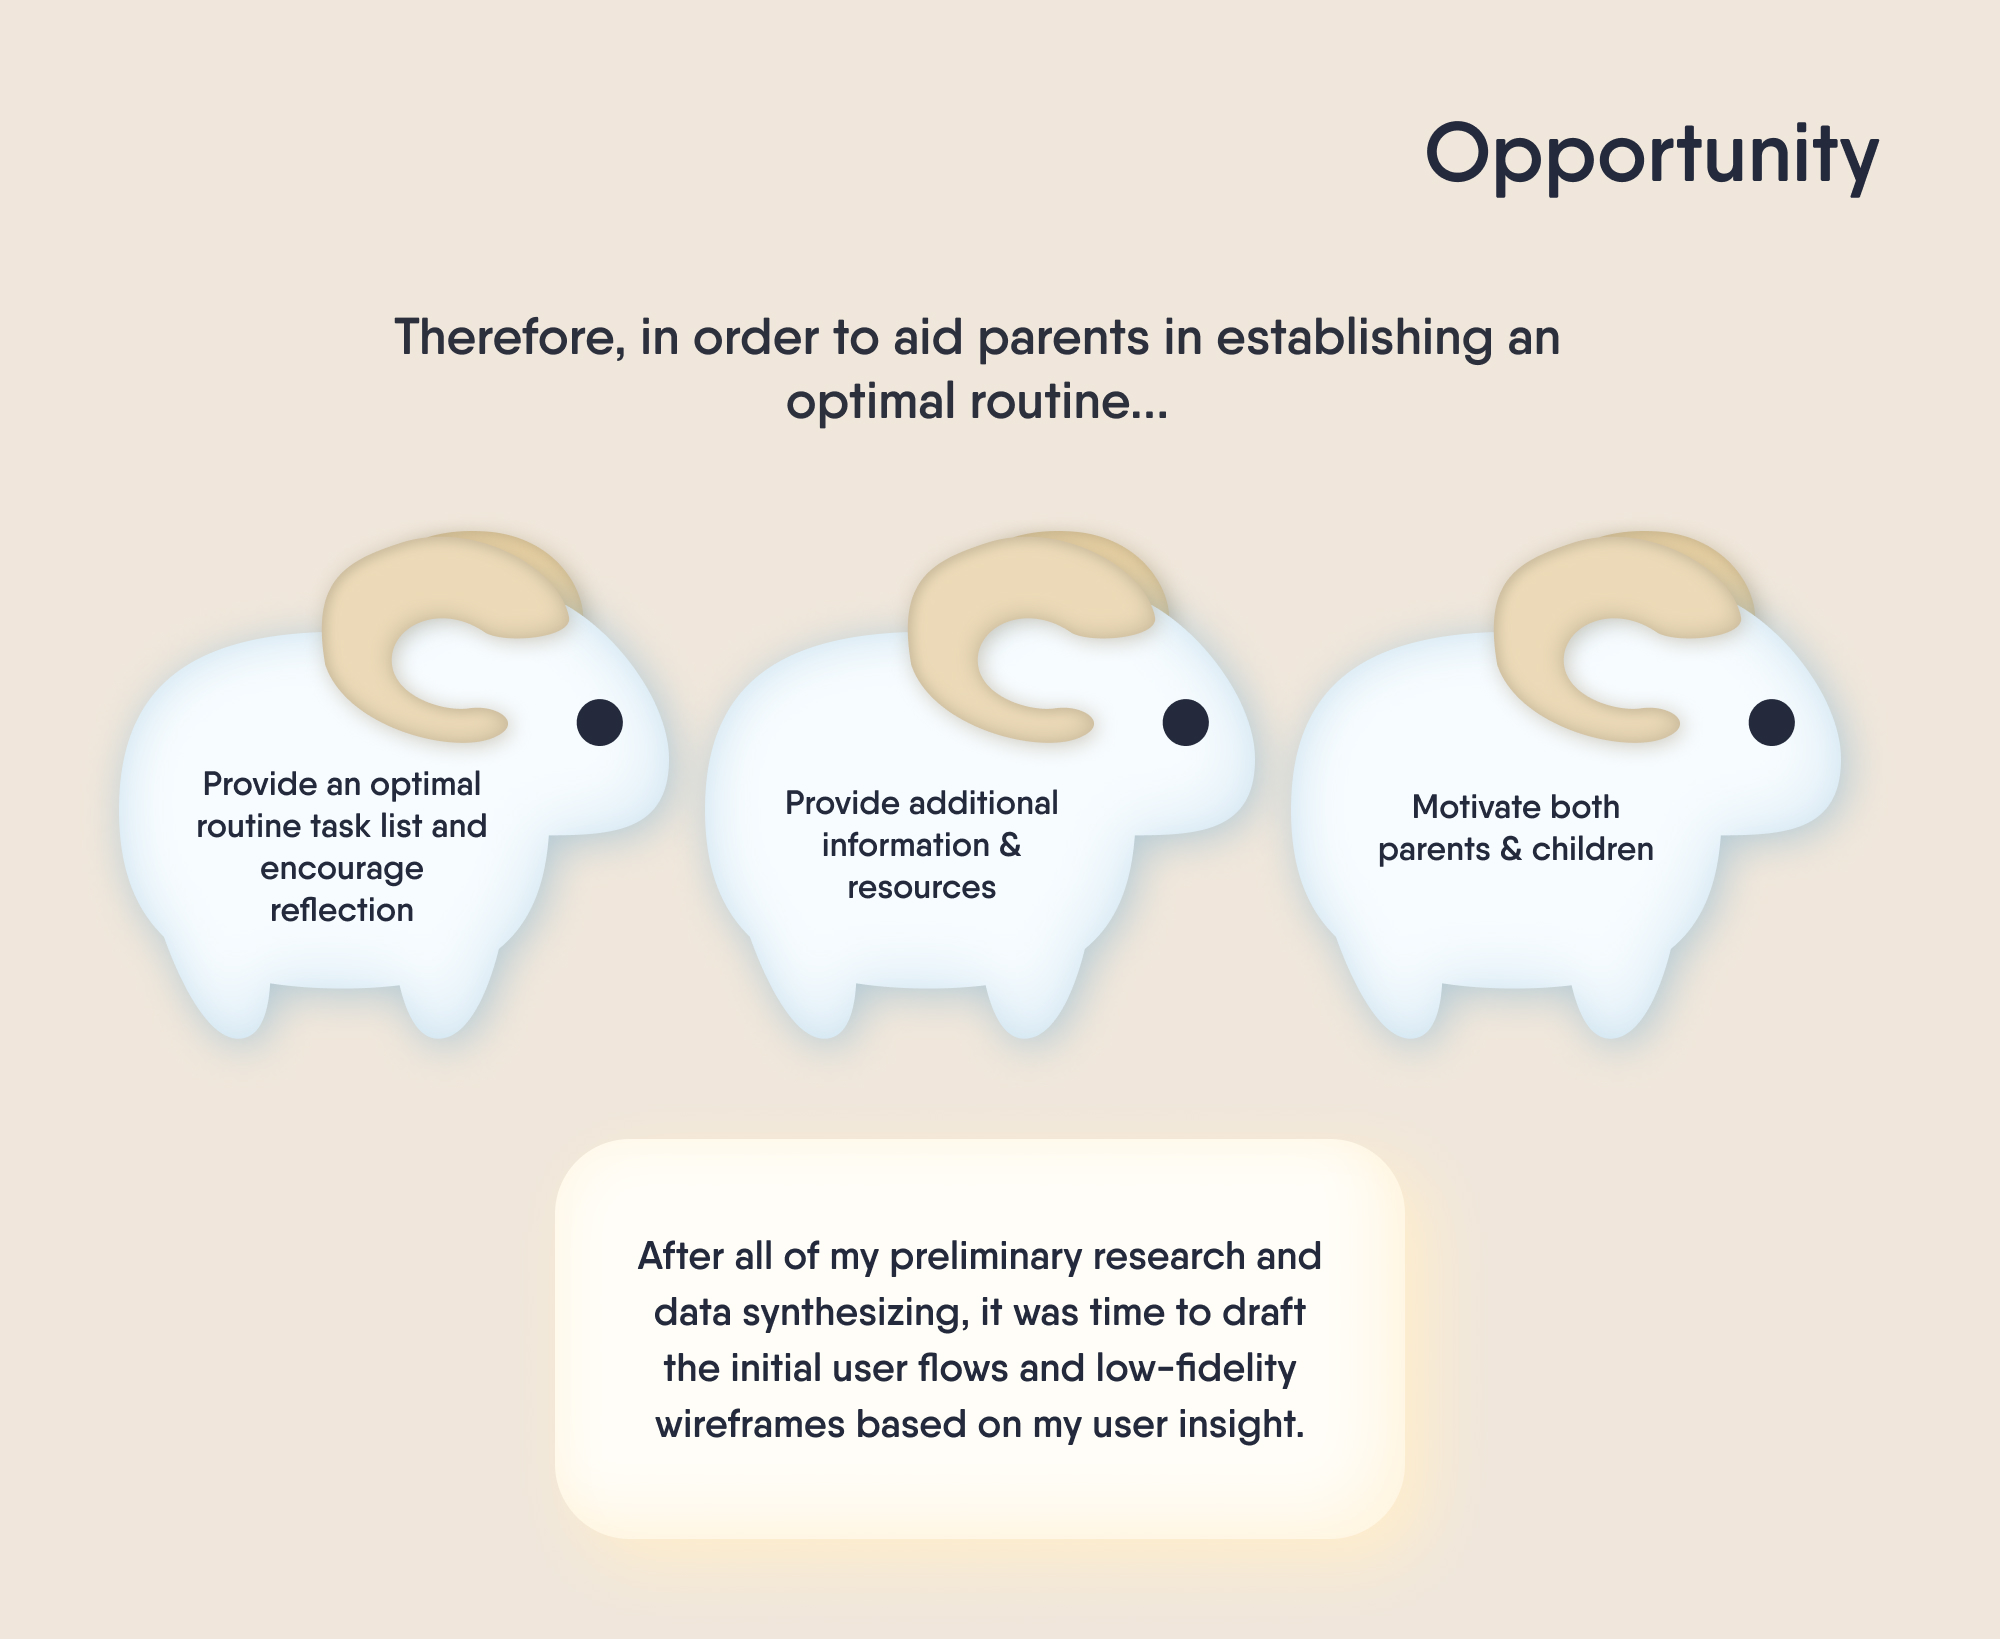 Opportunity
Therefore, in order to aid parents in establishing an
optimal routine...
Provide an optimal
routine task list and
encourage
reflection
Provide additional
information &
resources
Motivate both
parents & children
After all of my preliminary research and
data synthesizing, it was time to draft
the initial user flows and low-fidelity
wireframes based on my user insight.